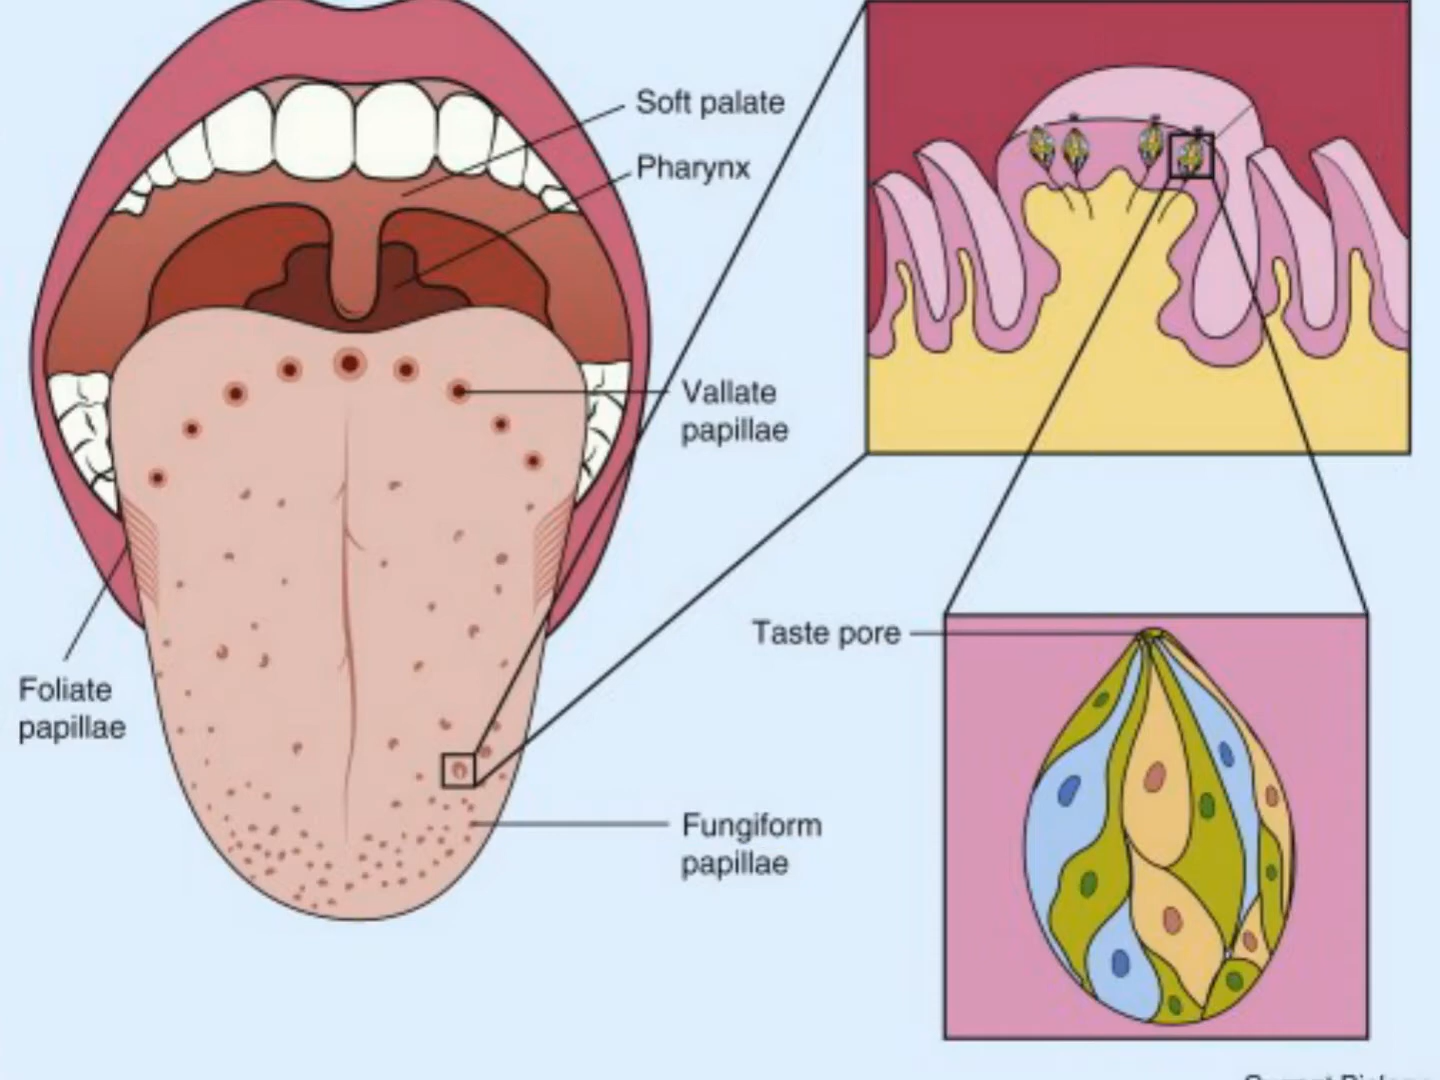 Soft palate
Pharynx
Vallate
papillae
Taste pore
Foliate
papillae
Fungiform
papillae